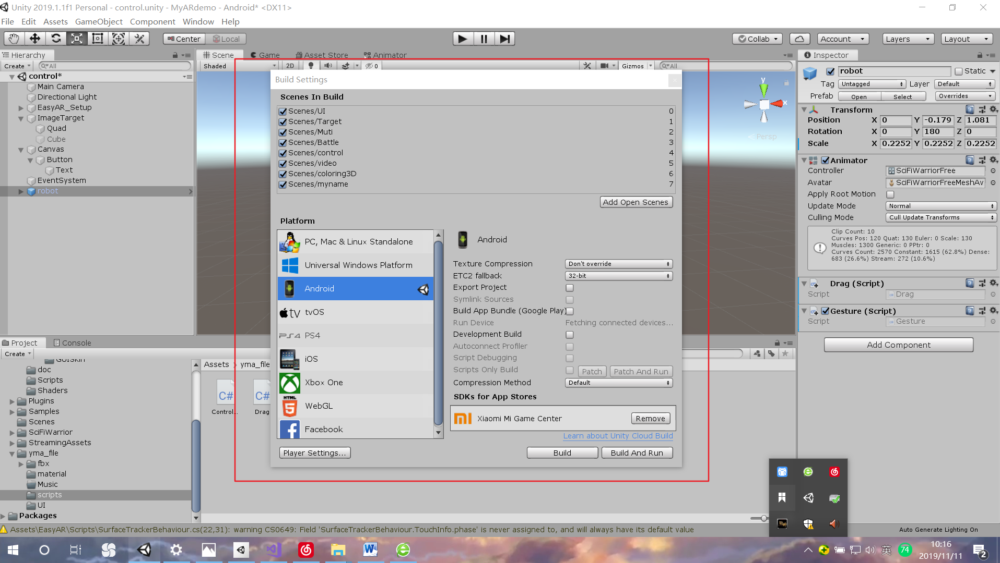 Unity 2019.1.1f1 Personal - control.unity - MyARdemo - Android* <DX11>
File Edit Assets GameObject Component Window Help
Center Local
Collab Account Layers Layout
Hierarchy
Create All
control*
Main Camera
Directional Light
EasyAR_Setup
ImageTarget
Quad
Cube
Canvas
Button
Text
EventSystem
robot
Scene Game Asset Store Animator
Shaded 2D 0 Gizmos All
y
x
Persp
Build Settings
Scenes In Build
Scenes/UI 0
Scenes/Target 1
Scenes/Muti 2
Scenes/Battle 3
Scenes/control 4
Scenes/video 5
Scenes/coloring3D 6
Scenes/myname 7
Add Open Scenes
Platform
PC, Mac & Linux Standalone
Universal Windows Platform
Android
tv tvOS
PS4 PS4
iOS
Xbox One
HTML 5 WebGL
Facebook
Android
Texture Compression Don't override
ETC2 fallback 32-bit
Export Project
Symlink Sources
Build App Bundle (Google Play)
Run Device Fetching connected devices...
Development Build
Autoconnect Profiler
Script Debugging
Scripts Only Build Patch Patch And Run
Compression Method Default
SDKs for App Stores
Xiaomi Mi Game Center Remove
Learn about Unity Cloud Build
Player Settings... Build Build And Run
Inspector
robot Static
Tag Untagged Layer Default
Prefab Open Select Overrides
Transform
Position X 0 Y -0.179 Z 1.081
Rotation X 0 Y 180 Z 0
Scale X 0.2252 Y 0.2252 Z 0.2252
Animator
Controller SciFiWarriorFree
Avatar SciFiWarriorFreeMeshAv
Apply Root Motion
Update Mode Normal
Culling Mode Cull Update Transforms
Clip Count: 10
Curves Pos: 120 Quat: 130 Euler: 0 Scale: 130
Muscles: 1300 Generic: 0 PPtr: 0
Curves Count: 2570 Constant: 1615 (62.8%) Dense:
683 (26.6%) Stream: 272 (10.6%)
Drag (Script)
Script Drag
Gesture (Script)
Script Gesture
Add Component
Project Console
Create
GUISkin
doc
Scripts
Shaders
Plugins
Samples
Scenes
SciFiWarrior
StreamingAssets
yma_file
fbx
material
Music
scripts
UI
Packages
Assets yma_file
C# C#
Control... Drag
Assets\EasyAR\Scripts\SurfaceTrackerBehaviour.cs(22,31): warning CS0649: Field 'SurfaceTrackerBehaviour.TouchInfo.phase' is never assigned to, and will always have its default value
Auto Generate Lighting On
英 74
10:16
2019/11/11
2